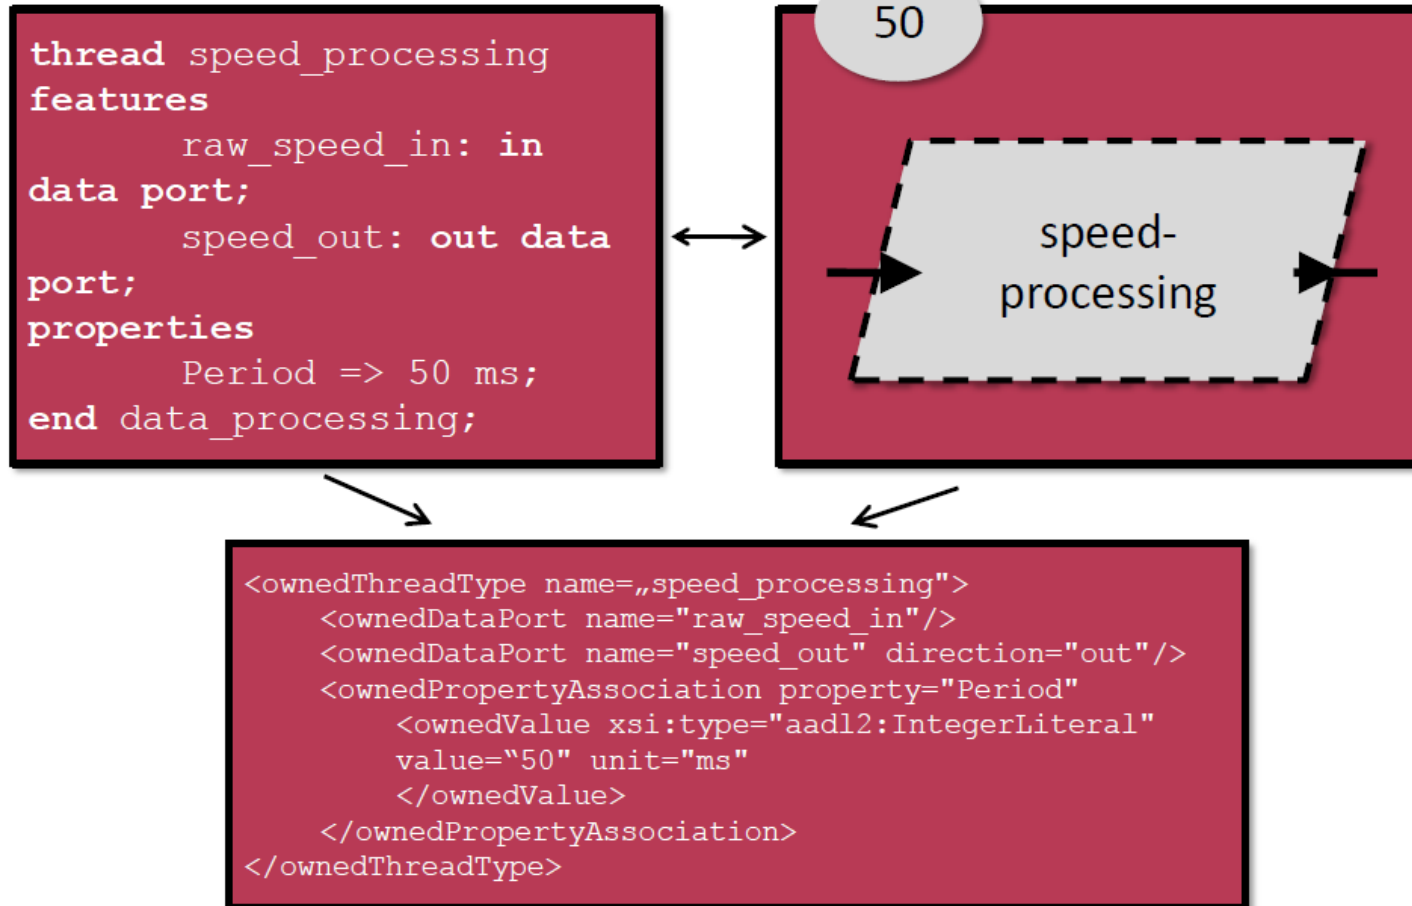 thread speed_processing
features
raw_speed_in: in
data port;
speed_out: out data
port;
properties
Period => 50 ms;
end data_processing;
50
speed-
processing
<ownedThreadType name=„speed_processing">
<ownedDataPort name="raw_speed_in"/>
<ownedDataPort name="speed_out" direction="out"/>
<ownedPropertyAssociation property="Period"
<ownedValue xsi:type="aadl2:IntegerLiteral"
value=“50" unit="ms"
</ownedValue>
</ownedPropertyAssociation>
</ownedThreadType>